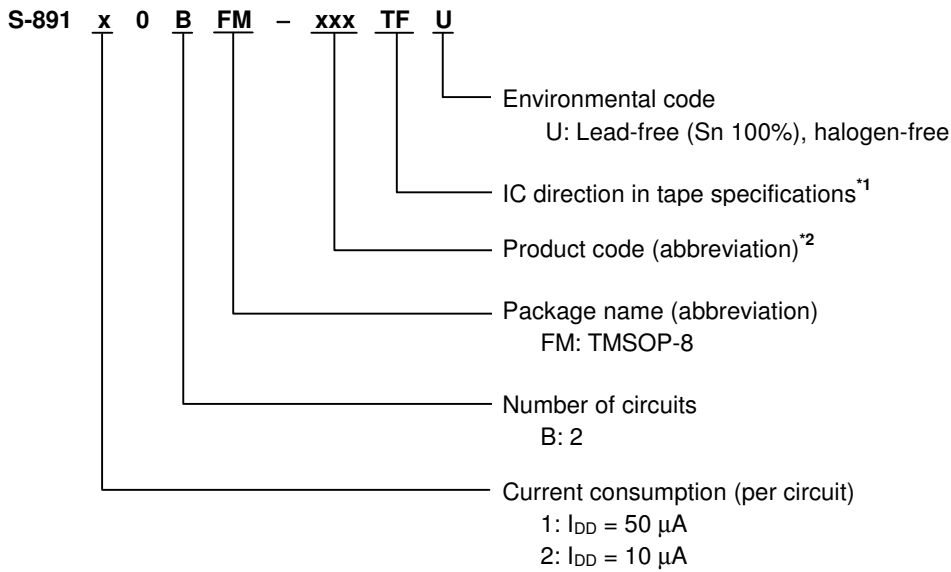 S-891 x 0 B FM – xxx TF U
Environmental code
U: Lead-free (Sn 100%), halogen-free
IC direction in tape specifications*1
Product code (abbreviation)*2
Package name (abbreviation)
FM: TMSOP-8
Number of circuits
B: 2
Current consumption (per circuit)
1: IDD = 50 μA
2: IDD = 10 μA